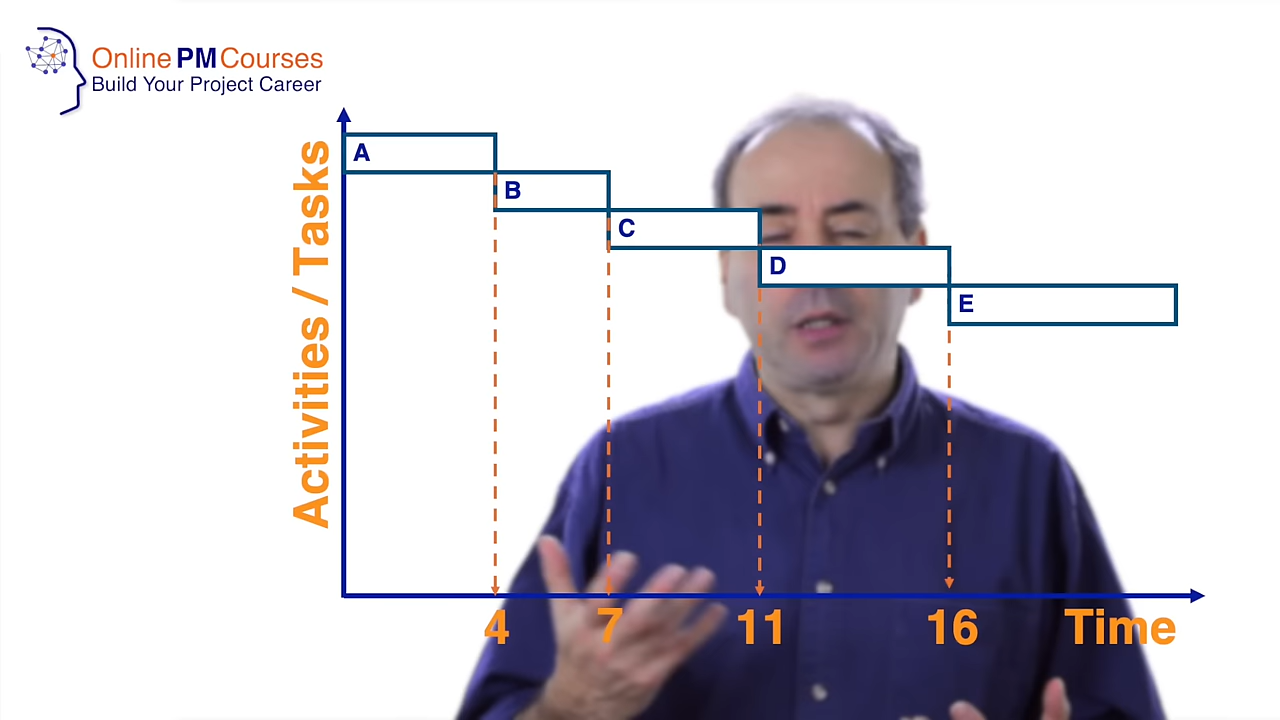 Online PM Courses
Build Your Project Career
Activities / Tasks
A
B
C
D
E
4 7 11 16 Time